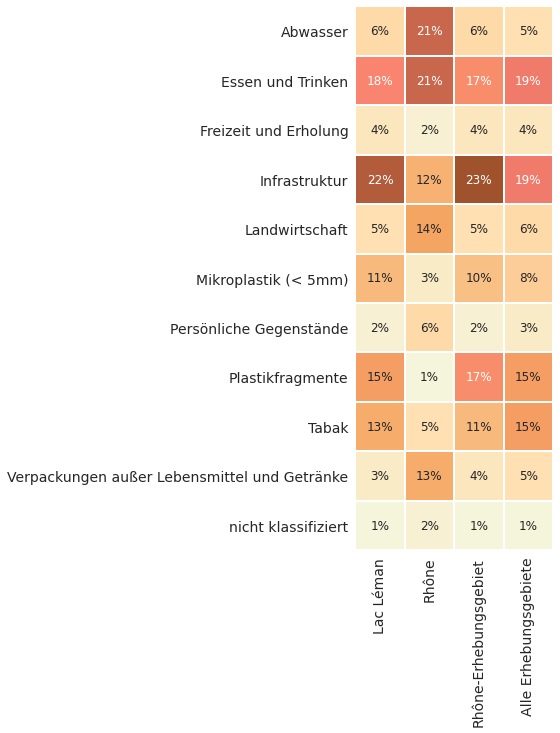 Abwasser 6% 21% 6% 5%
Essen und Trinken 18% 21% 17% 19%
Freizeit und Erholung 4% 2% 4% 4%
Infrastruktur 22% 12% 23% 19%
Landwirtschaft 5% 14% 5% 6%
Mikroplastik (< 5mm) 11% 3% 10% 8%
Persönliche Gegenstände 2% 6% 2% 3%
Plastikfragmente 15% 1% 17% 15%
Tabak 13% 5% 11% 15%
Verpackungen außer Lebensmittel und Getränke 3% 13% 4% 5%
nicht klassifiziert 1% 2% 1% 1%
Lac Léman
Rhône
Rhône-Erhebungsgebiet
Alle Erhebungsgebiete